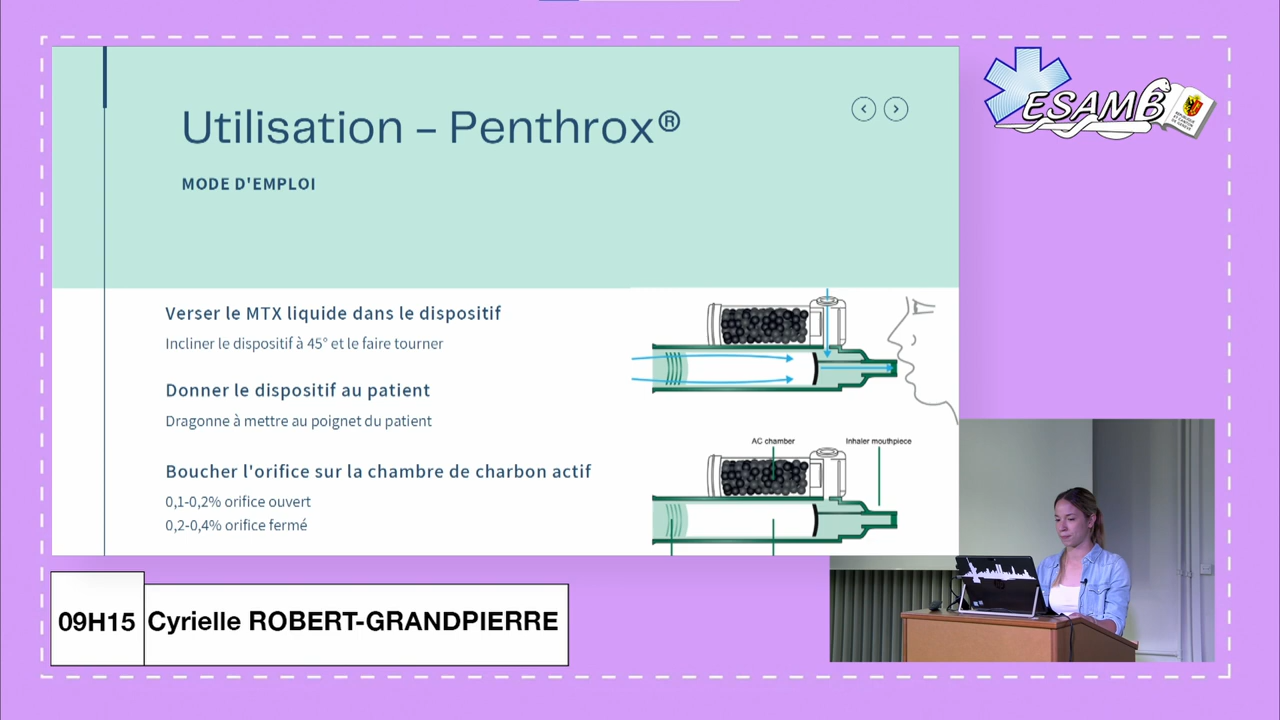 Utilisation – Penthrox®
MODE D'EMPLOI
Verser le MTX liquide dans le dispositif
Incliner le dispositif à 45° et le faire tourner
Donner le dispositif au patient
Dragonne à mettre au poignet du patient
Boucher l'orifice sur la chambre de charbon actif
0,1-0,2% orifice ouvert
0,2-0,4% orifice fermé
AC chamber
Inhaler mouthpiece
ESAMB
09H15
Cyrielle ROBERT-GRANDPIERRE